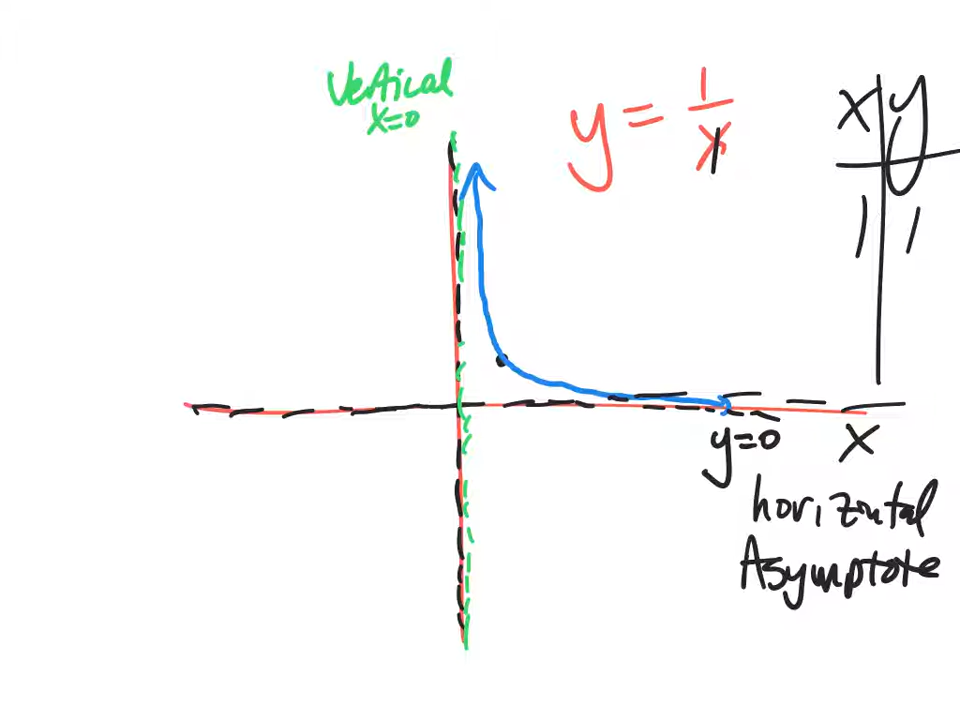 Vertical
x=0
y = 1/x
x y
1 1
y=0
x
horizontal
Asymptote